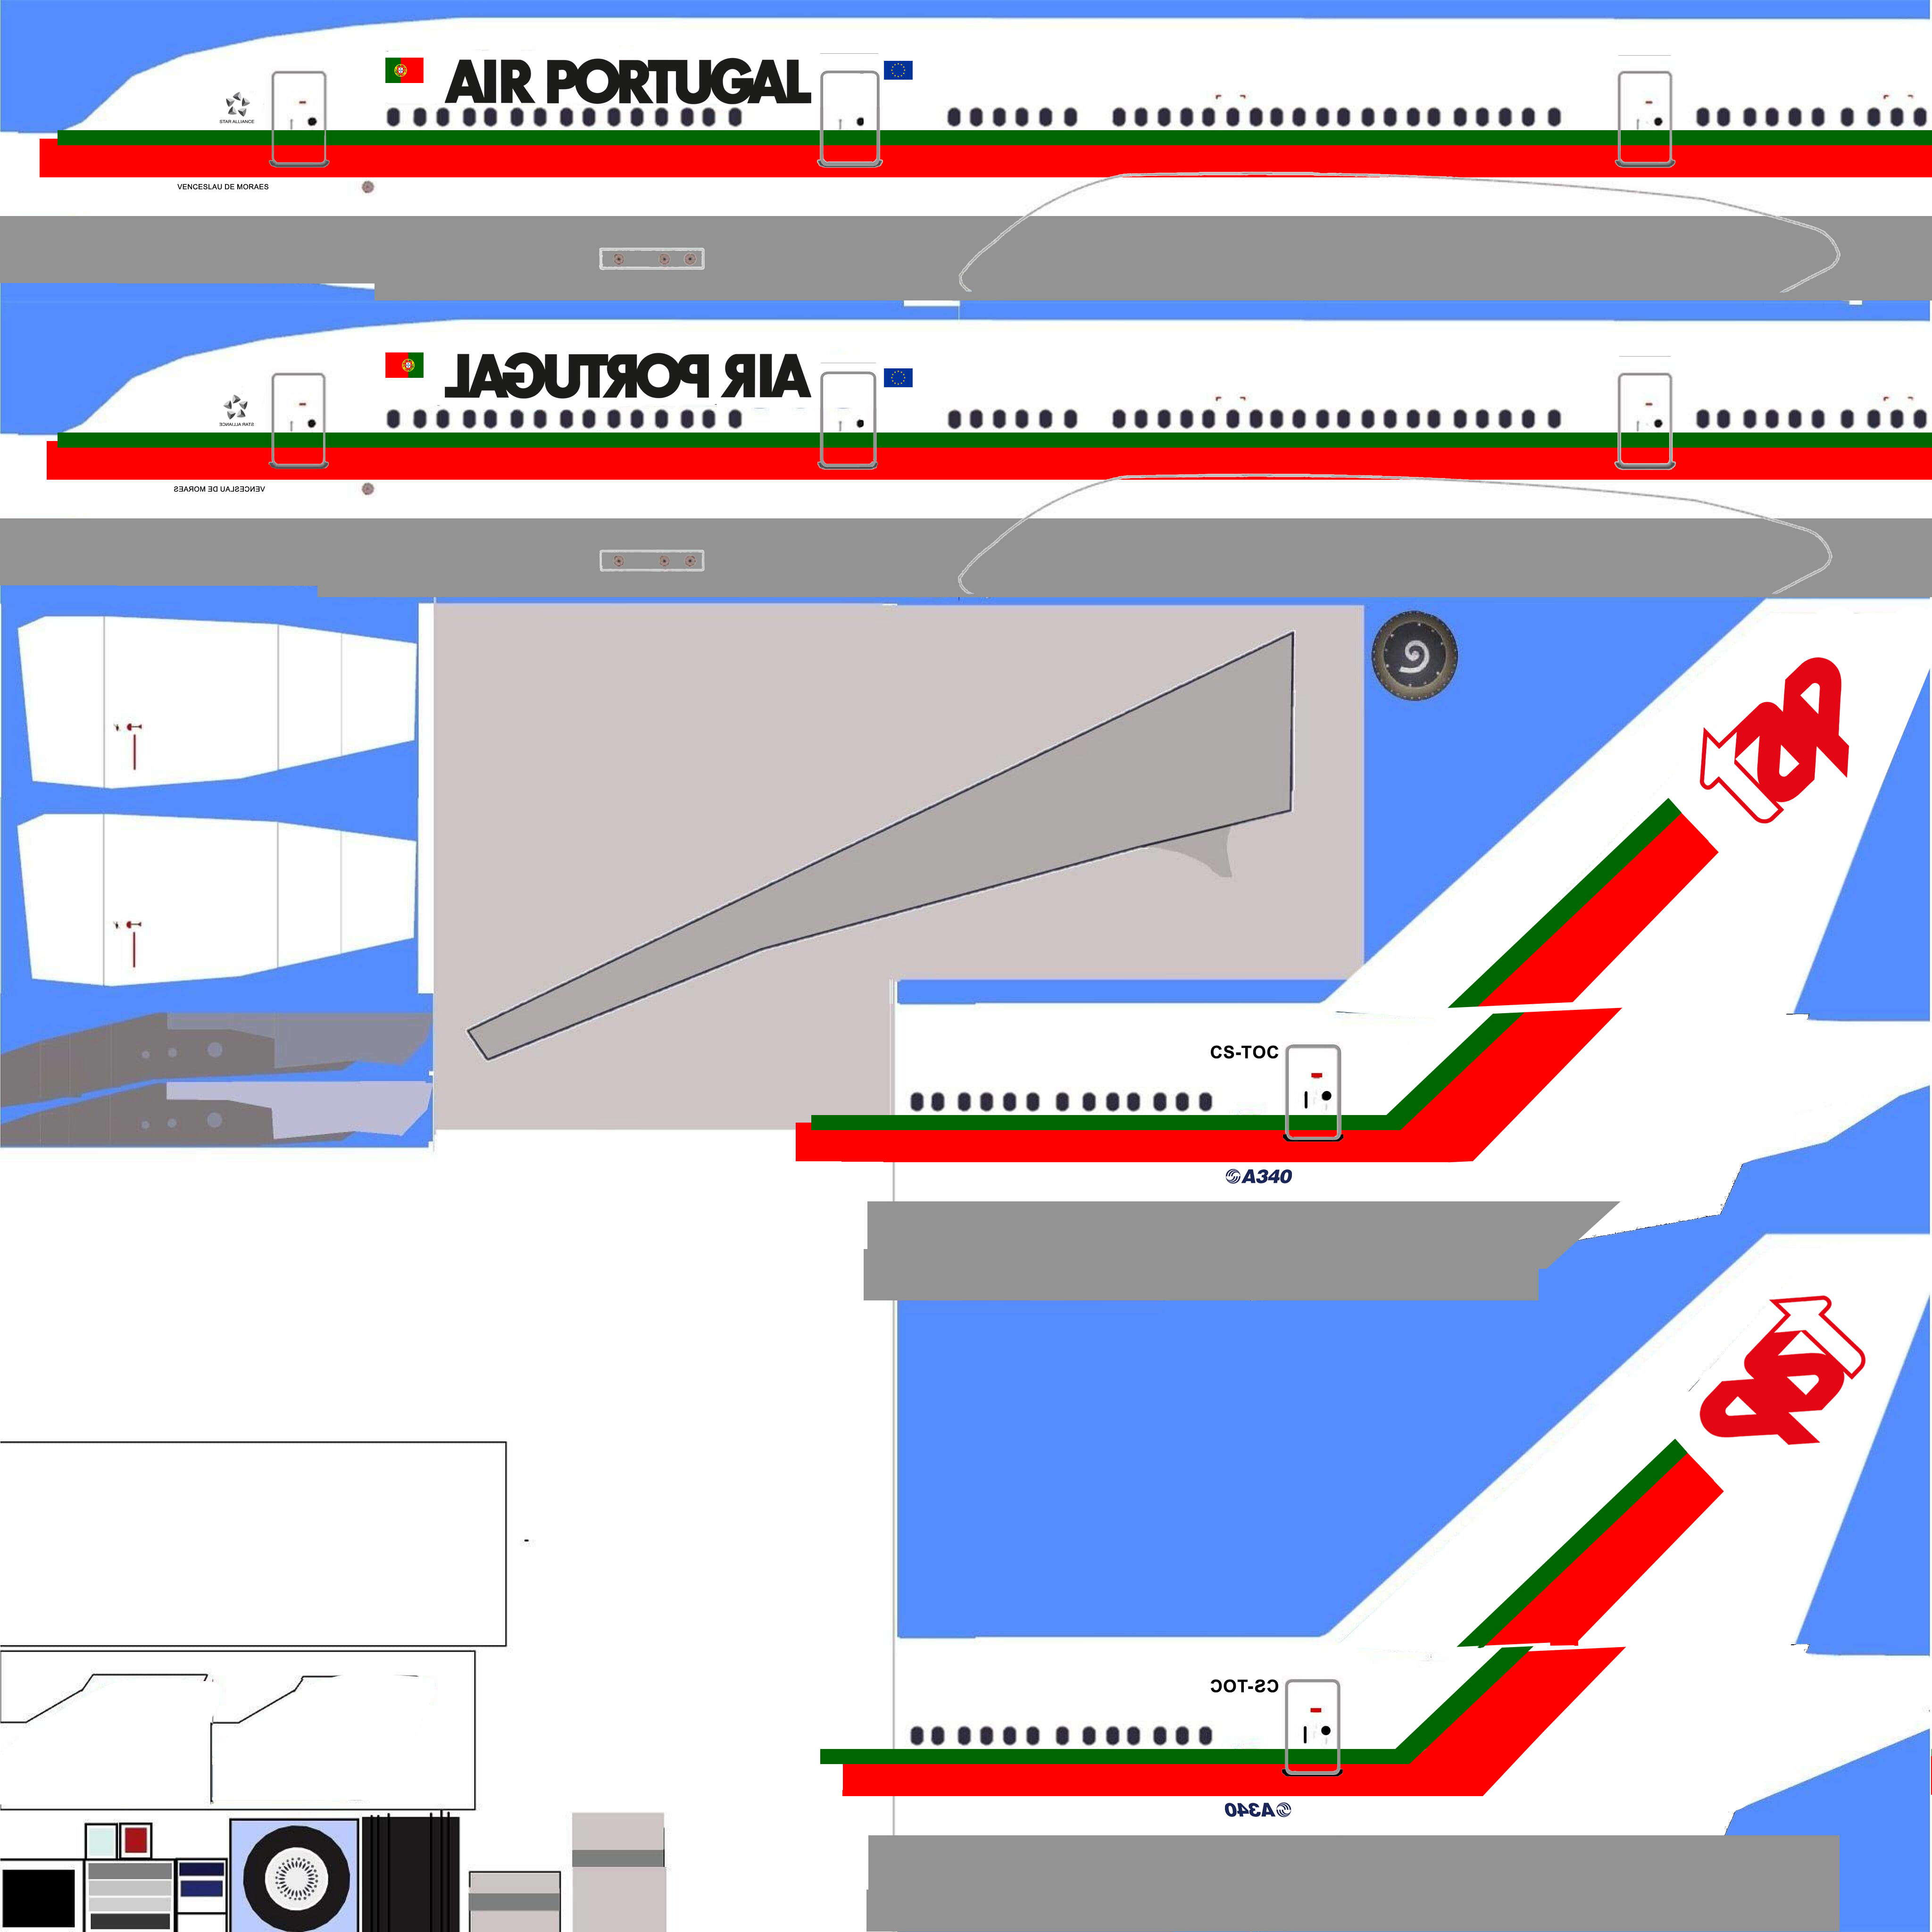 AIR PORTUGAL
STAR ALLIANCE
VENCESLAU DE MORAES
AIR PORTUGAL
STAR ALLIANCE
VENCESLAU DE MORAES
TAP
CS-TOC
A340
TAP
CS-TOC
A340